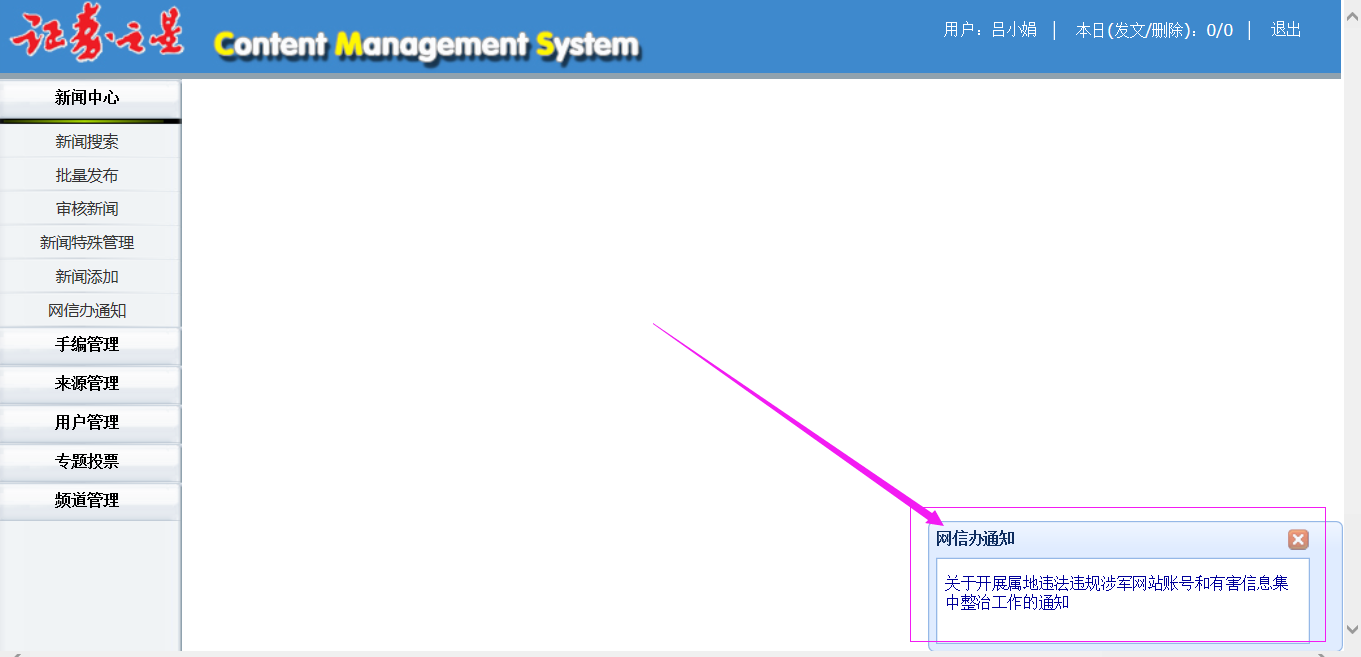 证券之星
Content Management System
用户：吕小娟 │ 本日(发文/删除)：0/0 │ 退出
新闻中心
新闻搜索
批量发布
审核新闻
新闻特殊管理
新闻添加
网信办通知
手编管理
来源管理
用户管理
专题投票
频道管理
网信办通知
关于开展属地违法违规涉军网站账号和有害信息集
中整治工作的通知